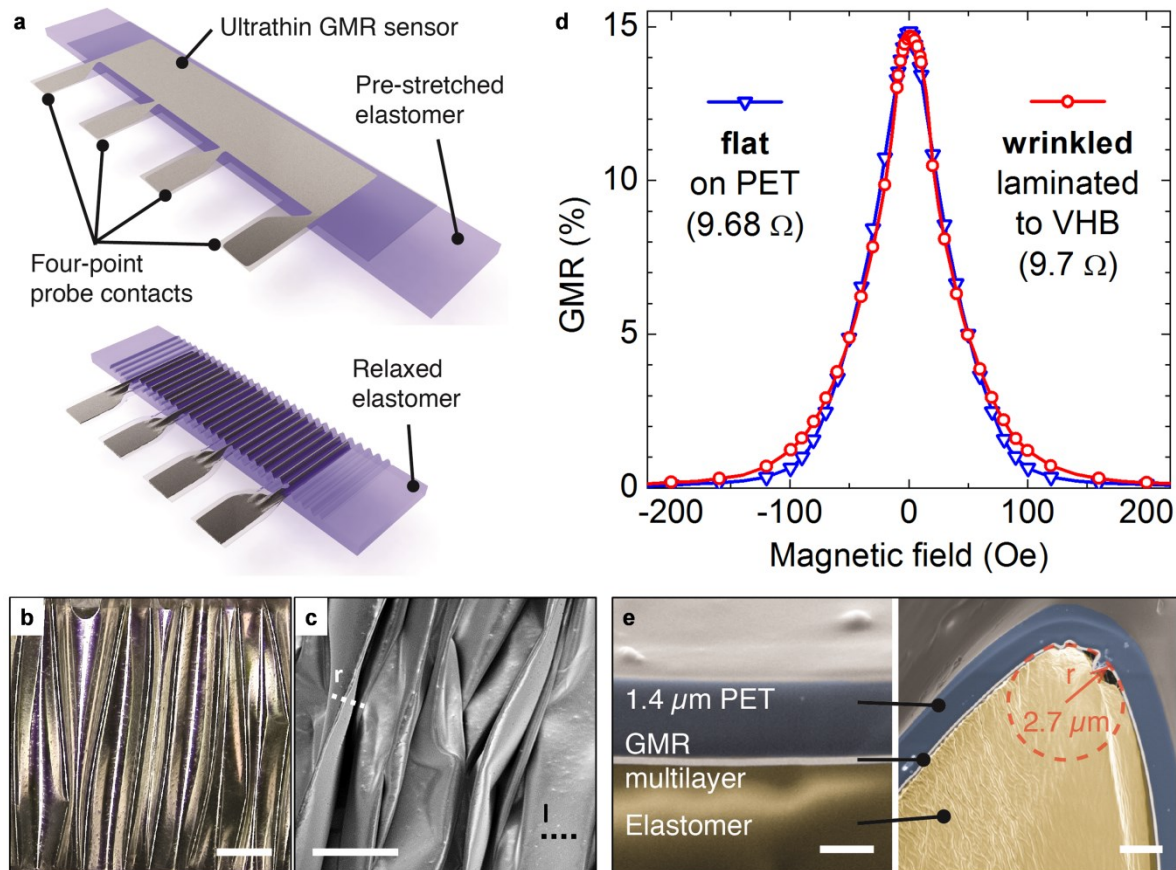 a
Ultrathin GMR sensor
Pre-stretched
elastomer
Four-point
probe contacts
Relaxed
elastomer
d
GMR (%)
15
10
5
0
flat
on PET
(9.68 Ω)
wrinkled
laminated
to VHB
(9.7 Ω)
-200 -100 0 100 200
Magnetic field (Oe)
b
c
r
l
e
1.4 µm PET
GMR
multilayer
Elastomer
r
2.7 µm